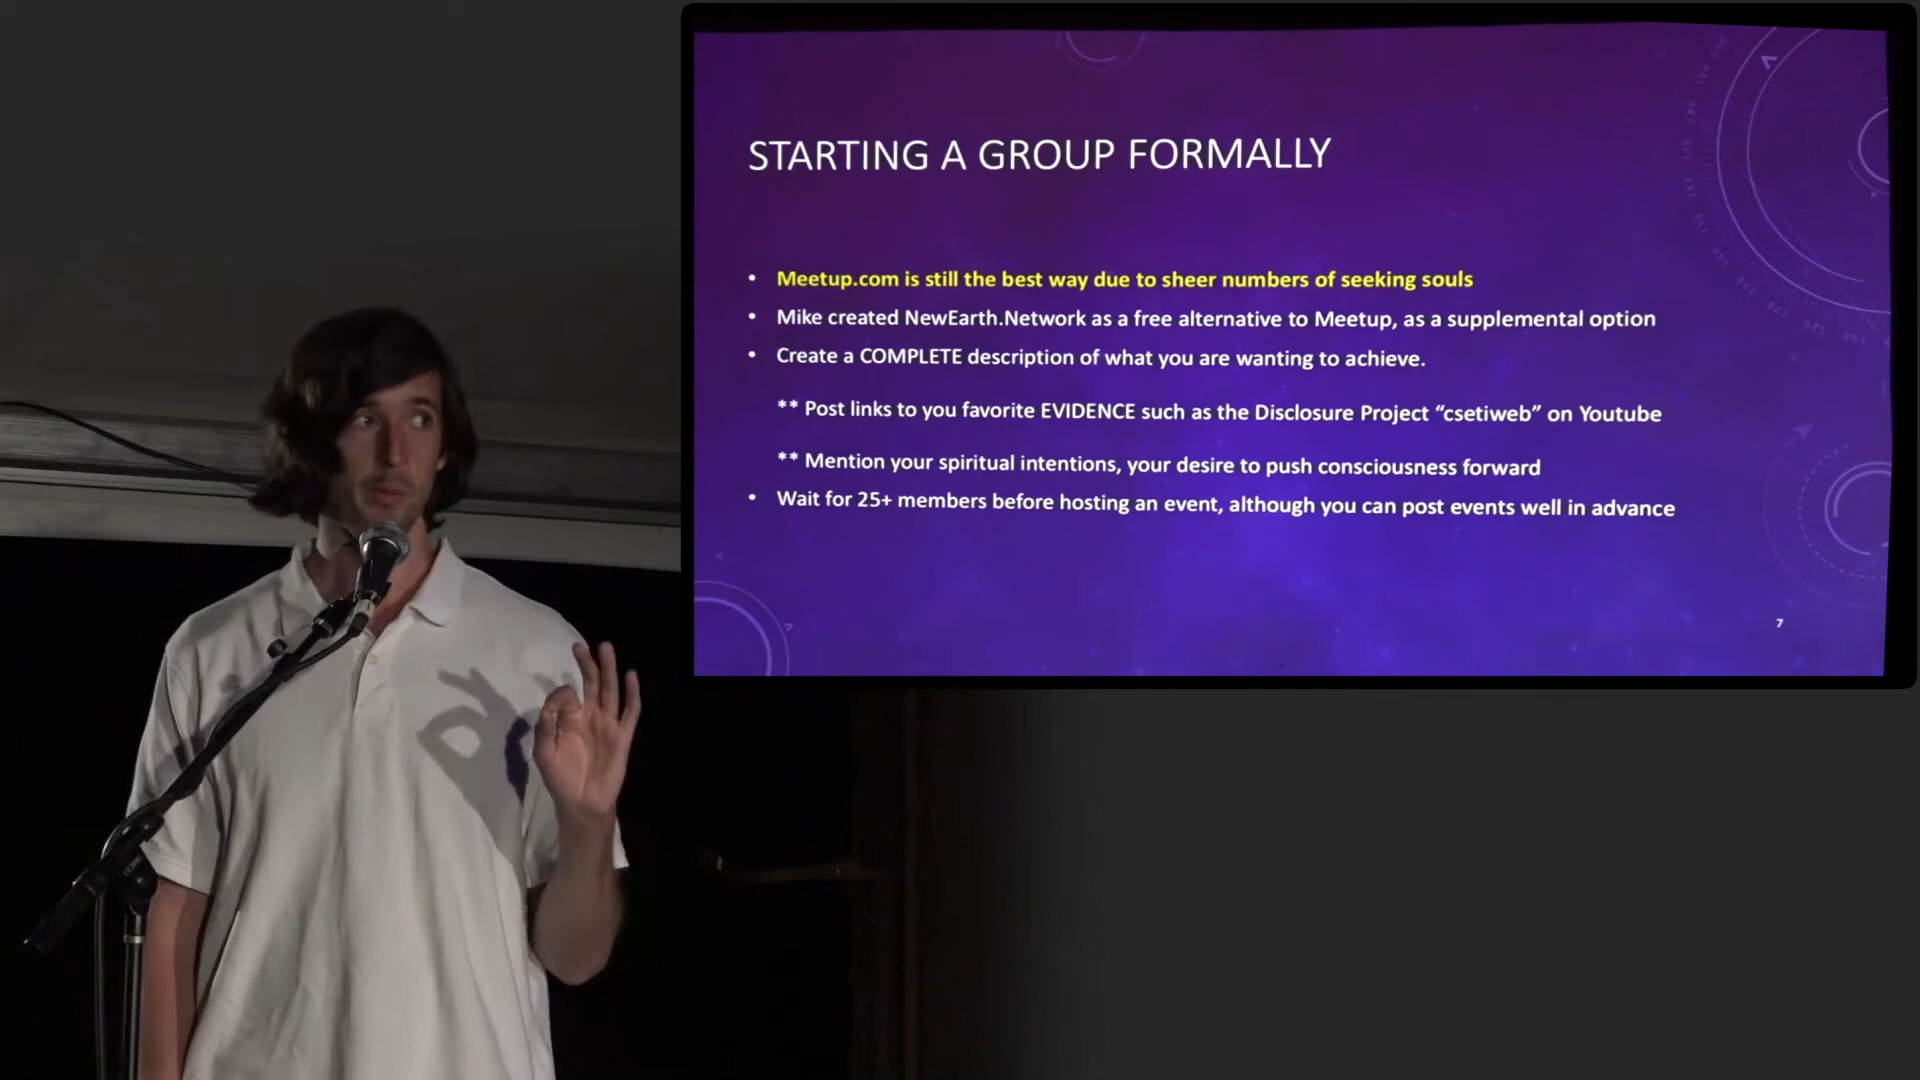 STARTING A GROUP FORMALLY
• Meetup.com is still the best way due to sheer numbers of seeking souls
• Mike created NewEarth.Network as a free alternative to Meetup, as a supplemental option
• Create a COMPLETE description of what you are wanting to achieve.
** Post links to you favorite EVIDENCE such as the Disclosure Project “csetiweb” on Youtube
** Mention your spiritual intentions, your desire to push consciousness forward
• Wait for 25+ members before hosting an event, although you can post events well in advance
7